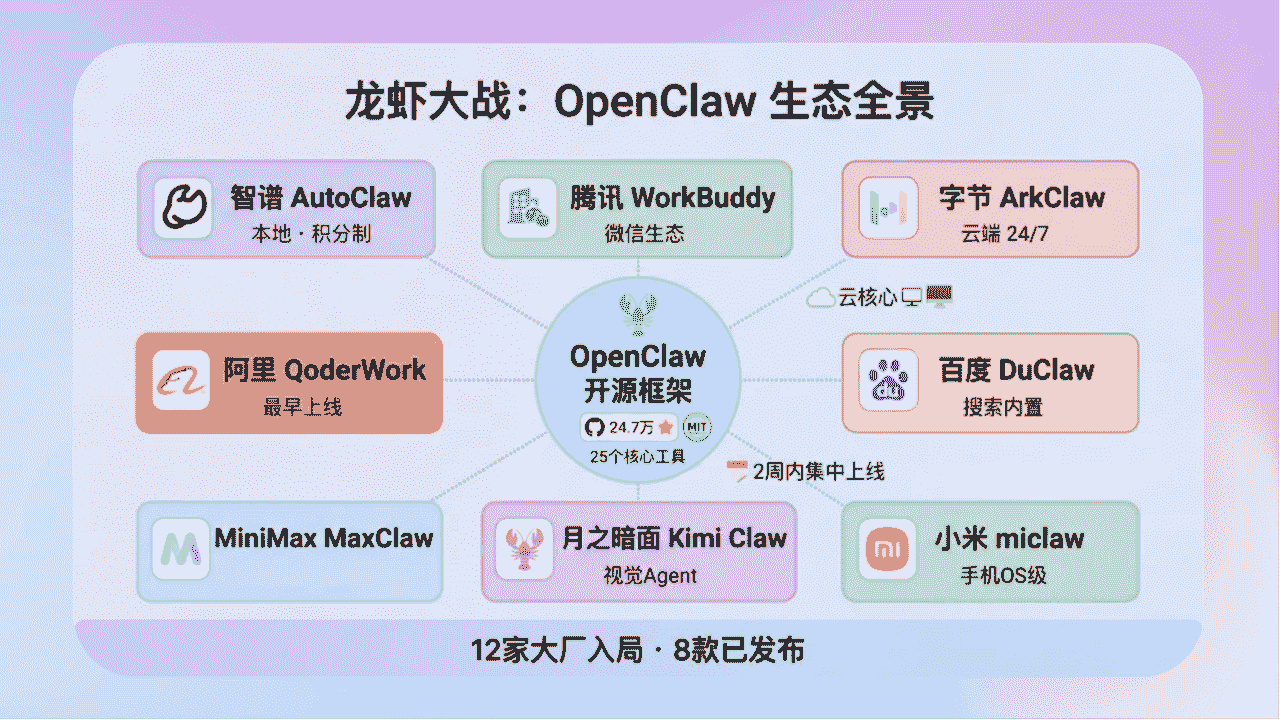 龙虾大战：OpenClaw 生态全景
智谱 AutoClaw
本地 · 积分制
腾讯 WorkBuddy
微信生态
字节 ArkClaw
云端 24/7
云核心
阿里 QoderWork
最早上线
OpenClaw
开源框架
24.7万
MIT
25个核心工具
百度 DuClaw
搜索内置
2周内集中上线
MiniMax MaxClaw
月之暗面 Kimi Claw
视觉Agent
小米 miclaw
手机OS级
12家大厂入局 · 8款已发布